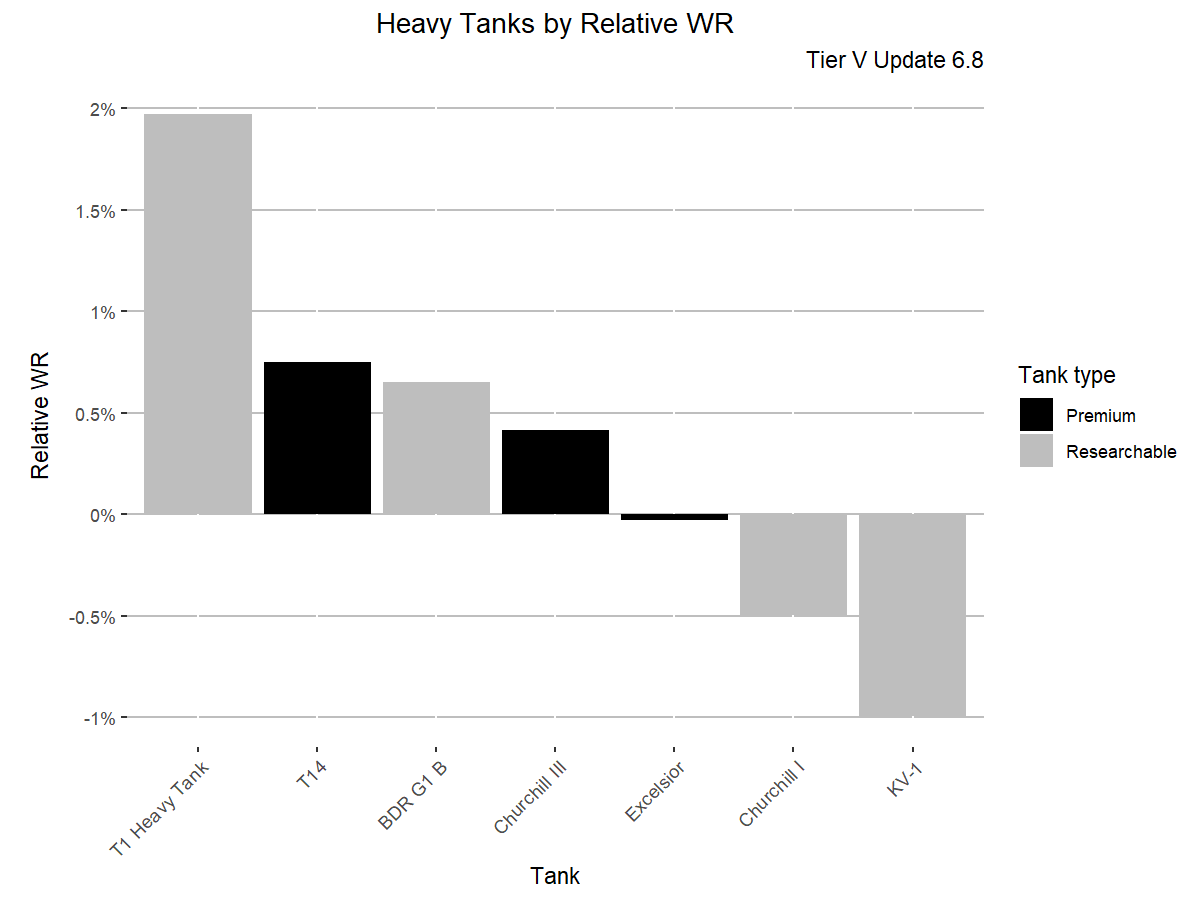 Heavy Tanks by Relative WR
Tier V Update 6.8
2%
1.5%
1%
0.5%
0%
-0.5%
-1%
Relative WR
T1 Heavy Tank
T14
BDR G1 B
Churchill III
Excelsior
Churchill I
KV-1
Tank
Tank type
Premium
Researchable